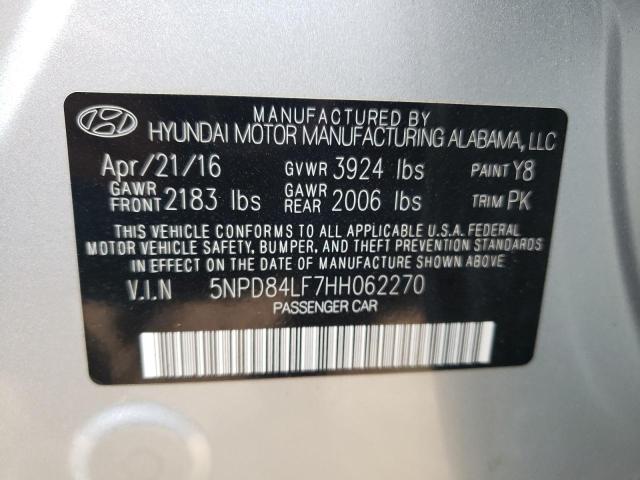 MANUFACTURED BY
HYUNDAI MOTOR MANUFACTURING ALABAMA, LLC
Apr/21/16 GVWR 3924 lbs PAINT Y8
GAWR FRONT 2183 lbs GAWR REAR 2006 lbs TRIM PK
THIS VEHICLE CONFORMS TO ALL APPLICABLE U.S.A. FEDERAL
MOTOR VEHICLE SAFETY, BUMPER, AND THEFT PREVENTION STANDARDS
IN EFFECT ON THE DATE OF MANUFACTURE SHOWN ABOVE
V.I.N 5NPD84LF7HH062270
PASSENGER CAR